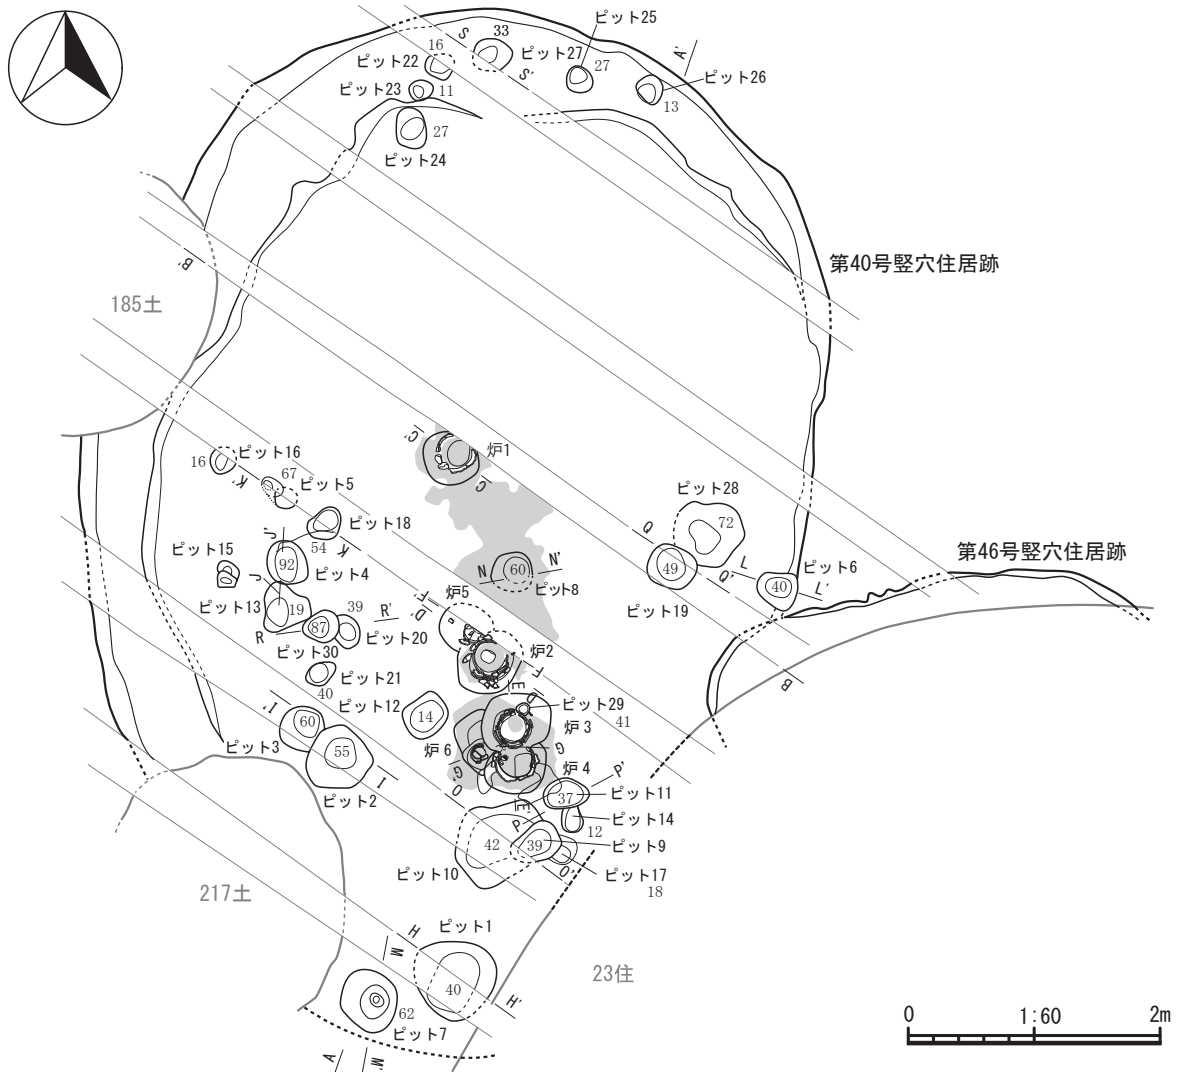 ピット25
33
S
16
ピット27
A'
ピット22
27
S'
ピット26
ピット23
11
13
27
ピット24
第40号竪穴住居跡
B'
185土
C'
炉1
ピット16
16
67
K'
ピット5
C
ピット28
Q
72
ピット18
J'
54
K
第46号竪穴住居跡
ピット15
92
ピット4
N
60
N'
ピット8
49
L
Q'
ピット6
40
L'
J
炉5
F'
D'
ピット13
19
39
R'
ピット19
R
87
ピット20
ピット30
炉2
F
ピット21
40
E
D
B
ピット12
ピット29
I'
60
14
炉3
41
ピット3
55
炉6
G
G'
炉4
P'
I
O
ピット2
37
ピット11
E'
P
ピット14
12
42
39
ピット9
ピット10
O'
ピット17
18
217土
ピット1
H
M
23住
40
H'
62
ピット7
A
M'
0
1:60
2m